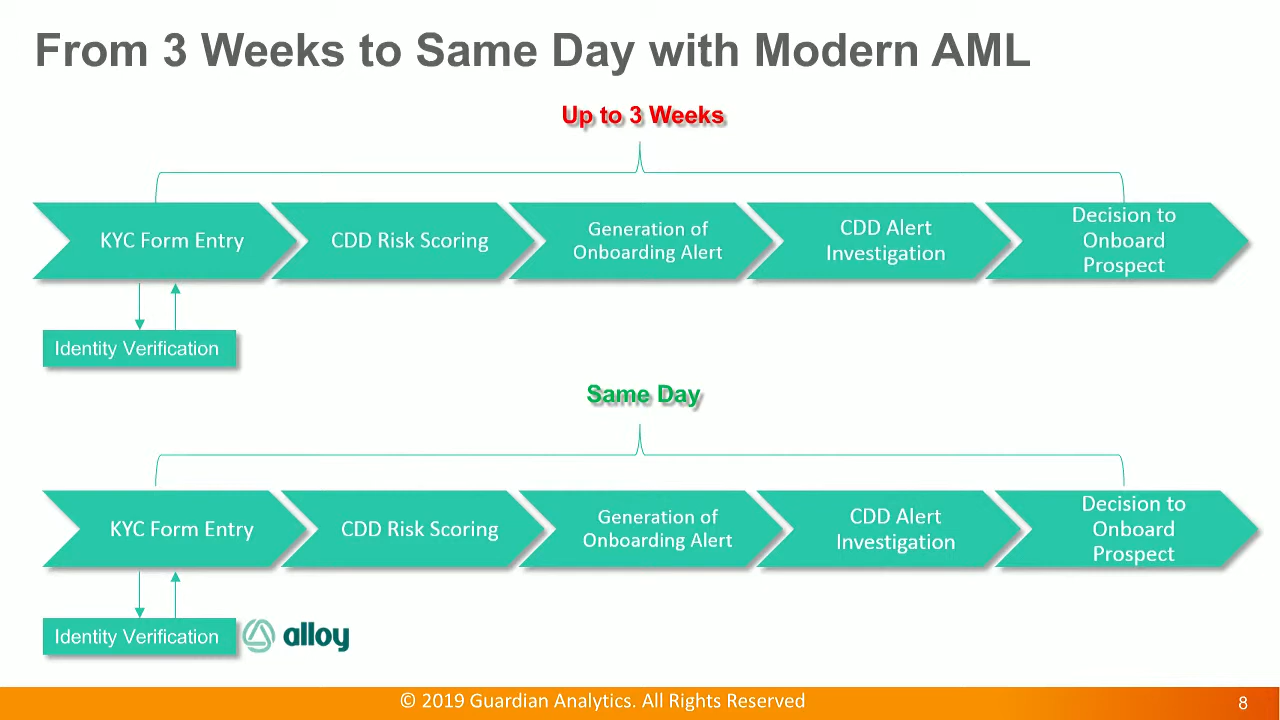 From 3 Weeks to Same Day with Modern AML
Up to 3 Weeks
KYC Form Entry
CDD Risk Scoring
Generation of
Onboarding Alert
CDD Alert
Investigation
Decision to
Onboard
Prospect
Identity Verification
Same Day
KYC Form Entry
CDD Risk Scoring
Generation of
Onboarding Alert
CDD Alert
Investigation
Decision to
Onboard
Prospect
Identity Verification
alloy
© 2019 Guardian Analytics. All Rights Reserved
8